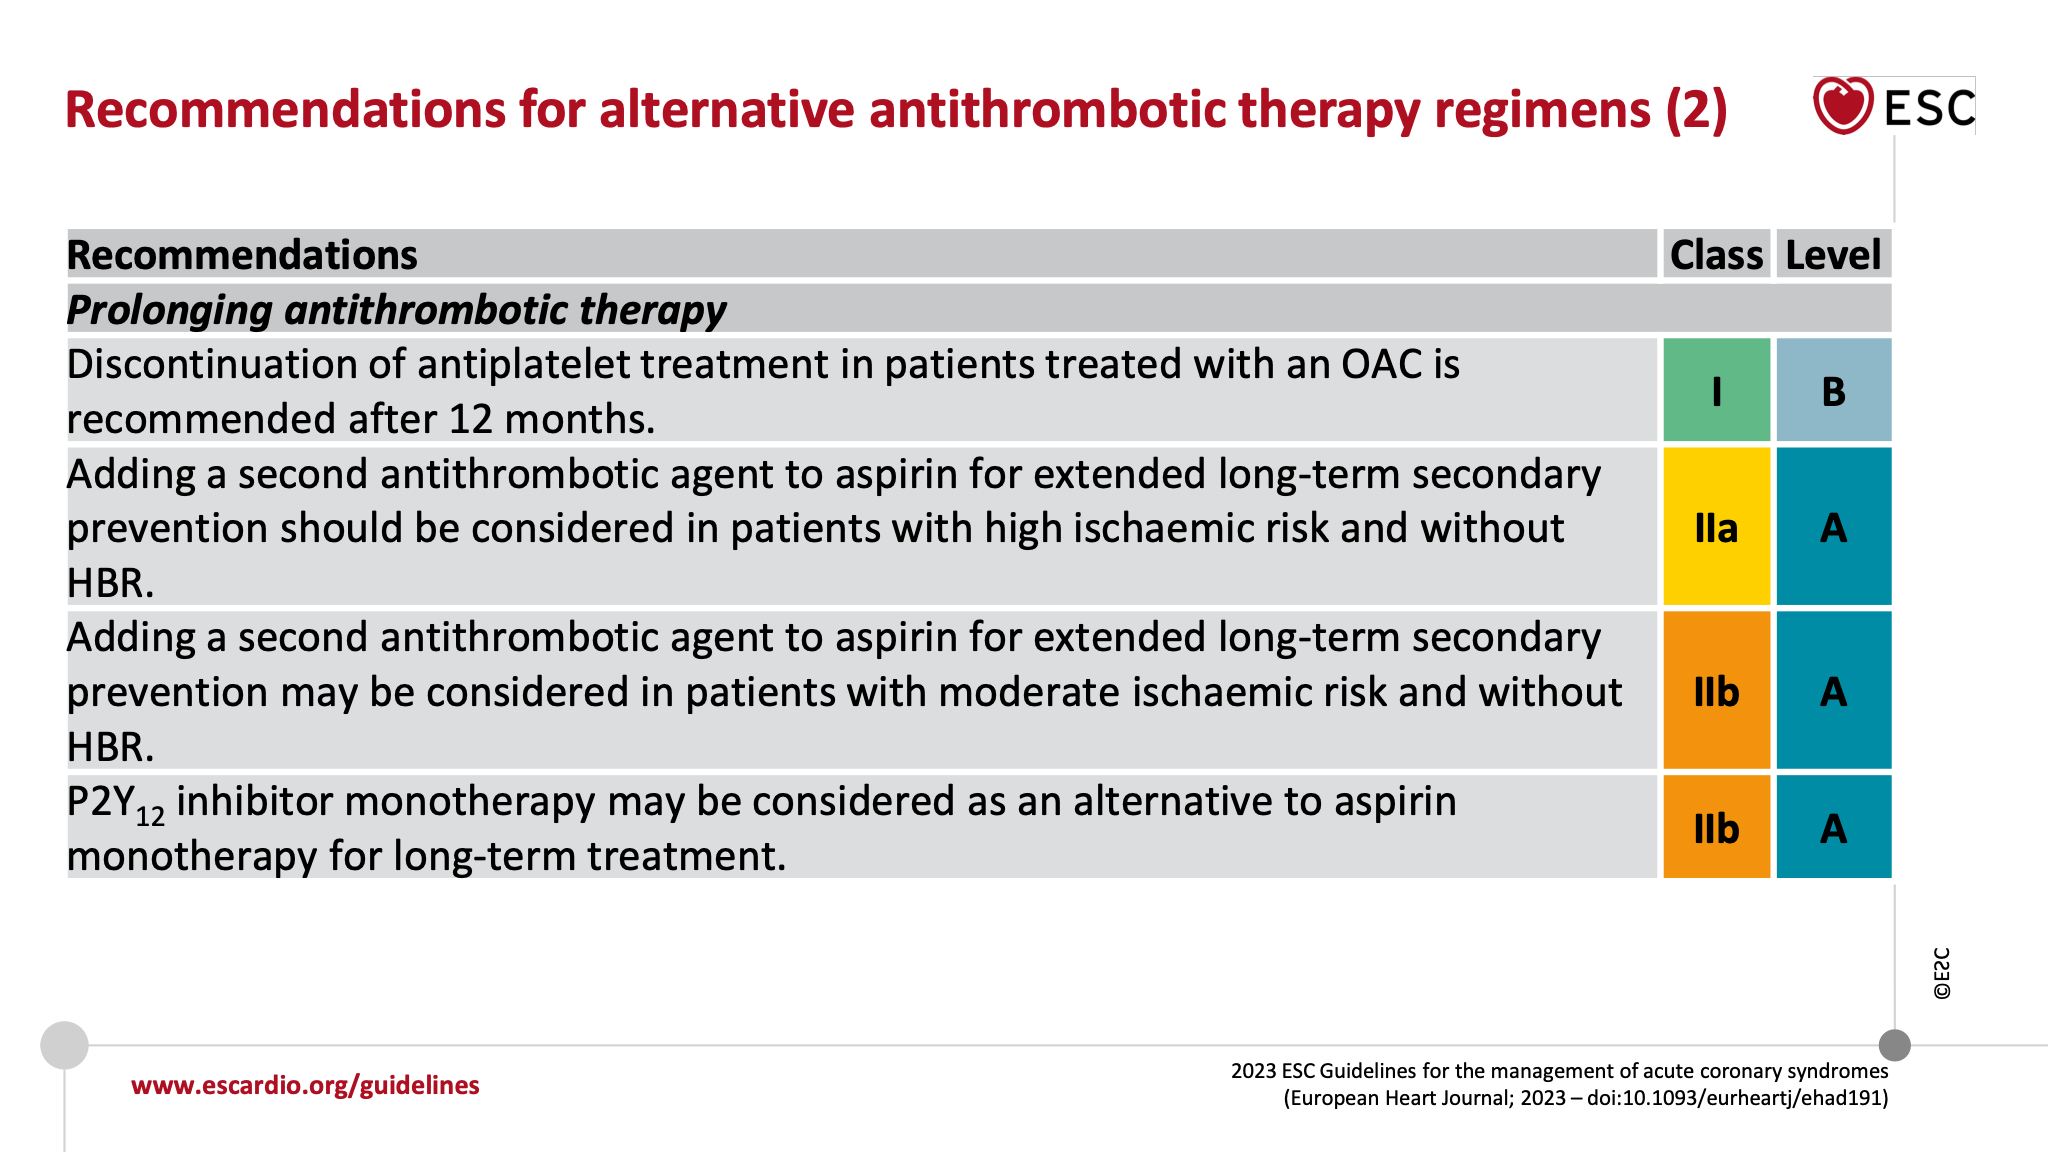 Recommendations for alternative antithrombotic therapy regimens (2)
ESC
Recommendations Class Level
Prolonging antithrombotic therapy
Discontinuation of antiplatelet treatment in patients treated with an OAC is
recommended after 12 months.
I B
Adding a second antithrombotic agent to aspirin for extended long-term secondary
prevention should be considered in patients with high ischaemic risk and without
HBR.
IIa A
Adding a second antithrombotic agent to aspirin for extended long-term secondary
prevention may be considered in patients with moderate ischaemic risk and without
HBR.
IIb A
P2Y12 inhibitor monotherapy may be considered as an alternative to aspirin
monotherapy for long-term treatment.
IIb A
©ESC
www.escardio.org/guidelines
2023 ESC Guidelines for the management of acute coronary syndromes
(European Heart Journal; 2023 – doi:10.1093/eurheartj/ehad191)